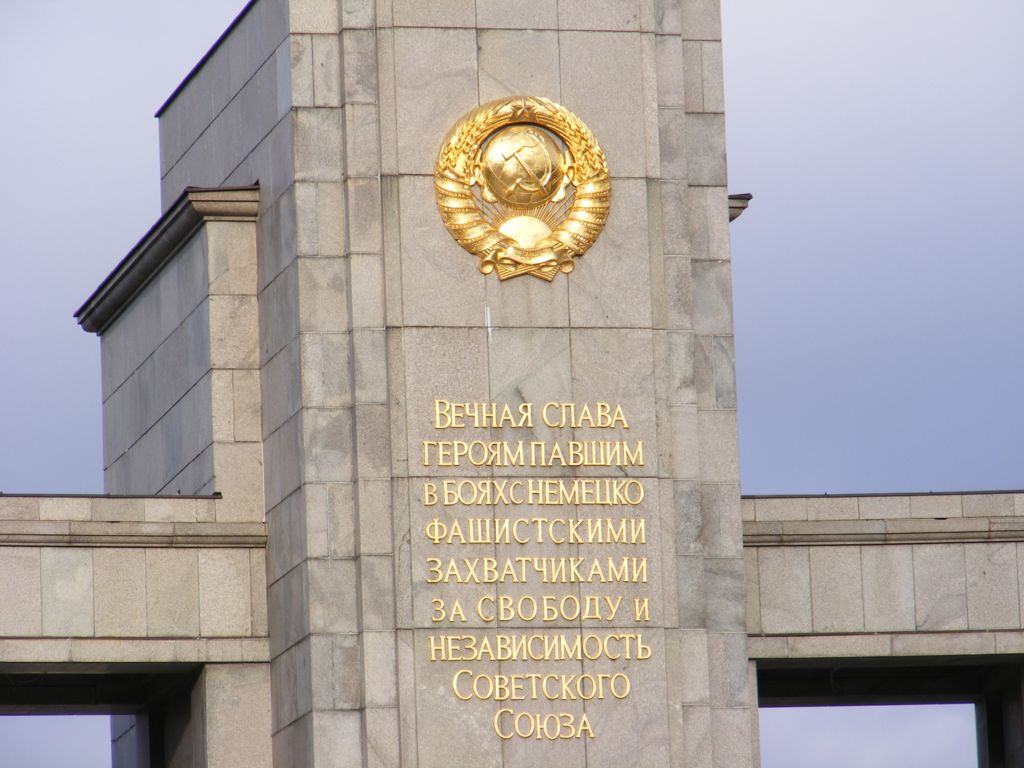 Вечная слава
героям павшим
в боях с немецко
фашистскими
захватчиками
за свободу и
независимость
Советского
Союза